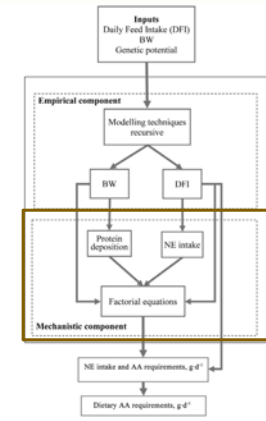 Inputs
Daily Feed Intake (DFI)
BW
Genetic potential
Empirical component
Modelling techniques
recursive
BW
DFI
Protein
deposition
NE intake
Factorial equations
Mechanistic component
NE intake and AA requirements, g·d⁻¹
Dietary AA requirements, g·d⁻¹